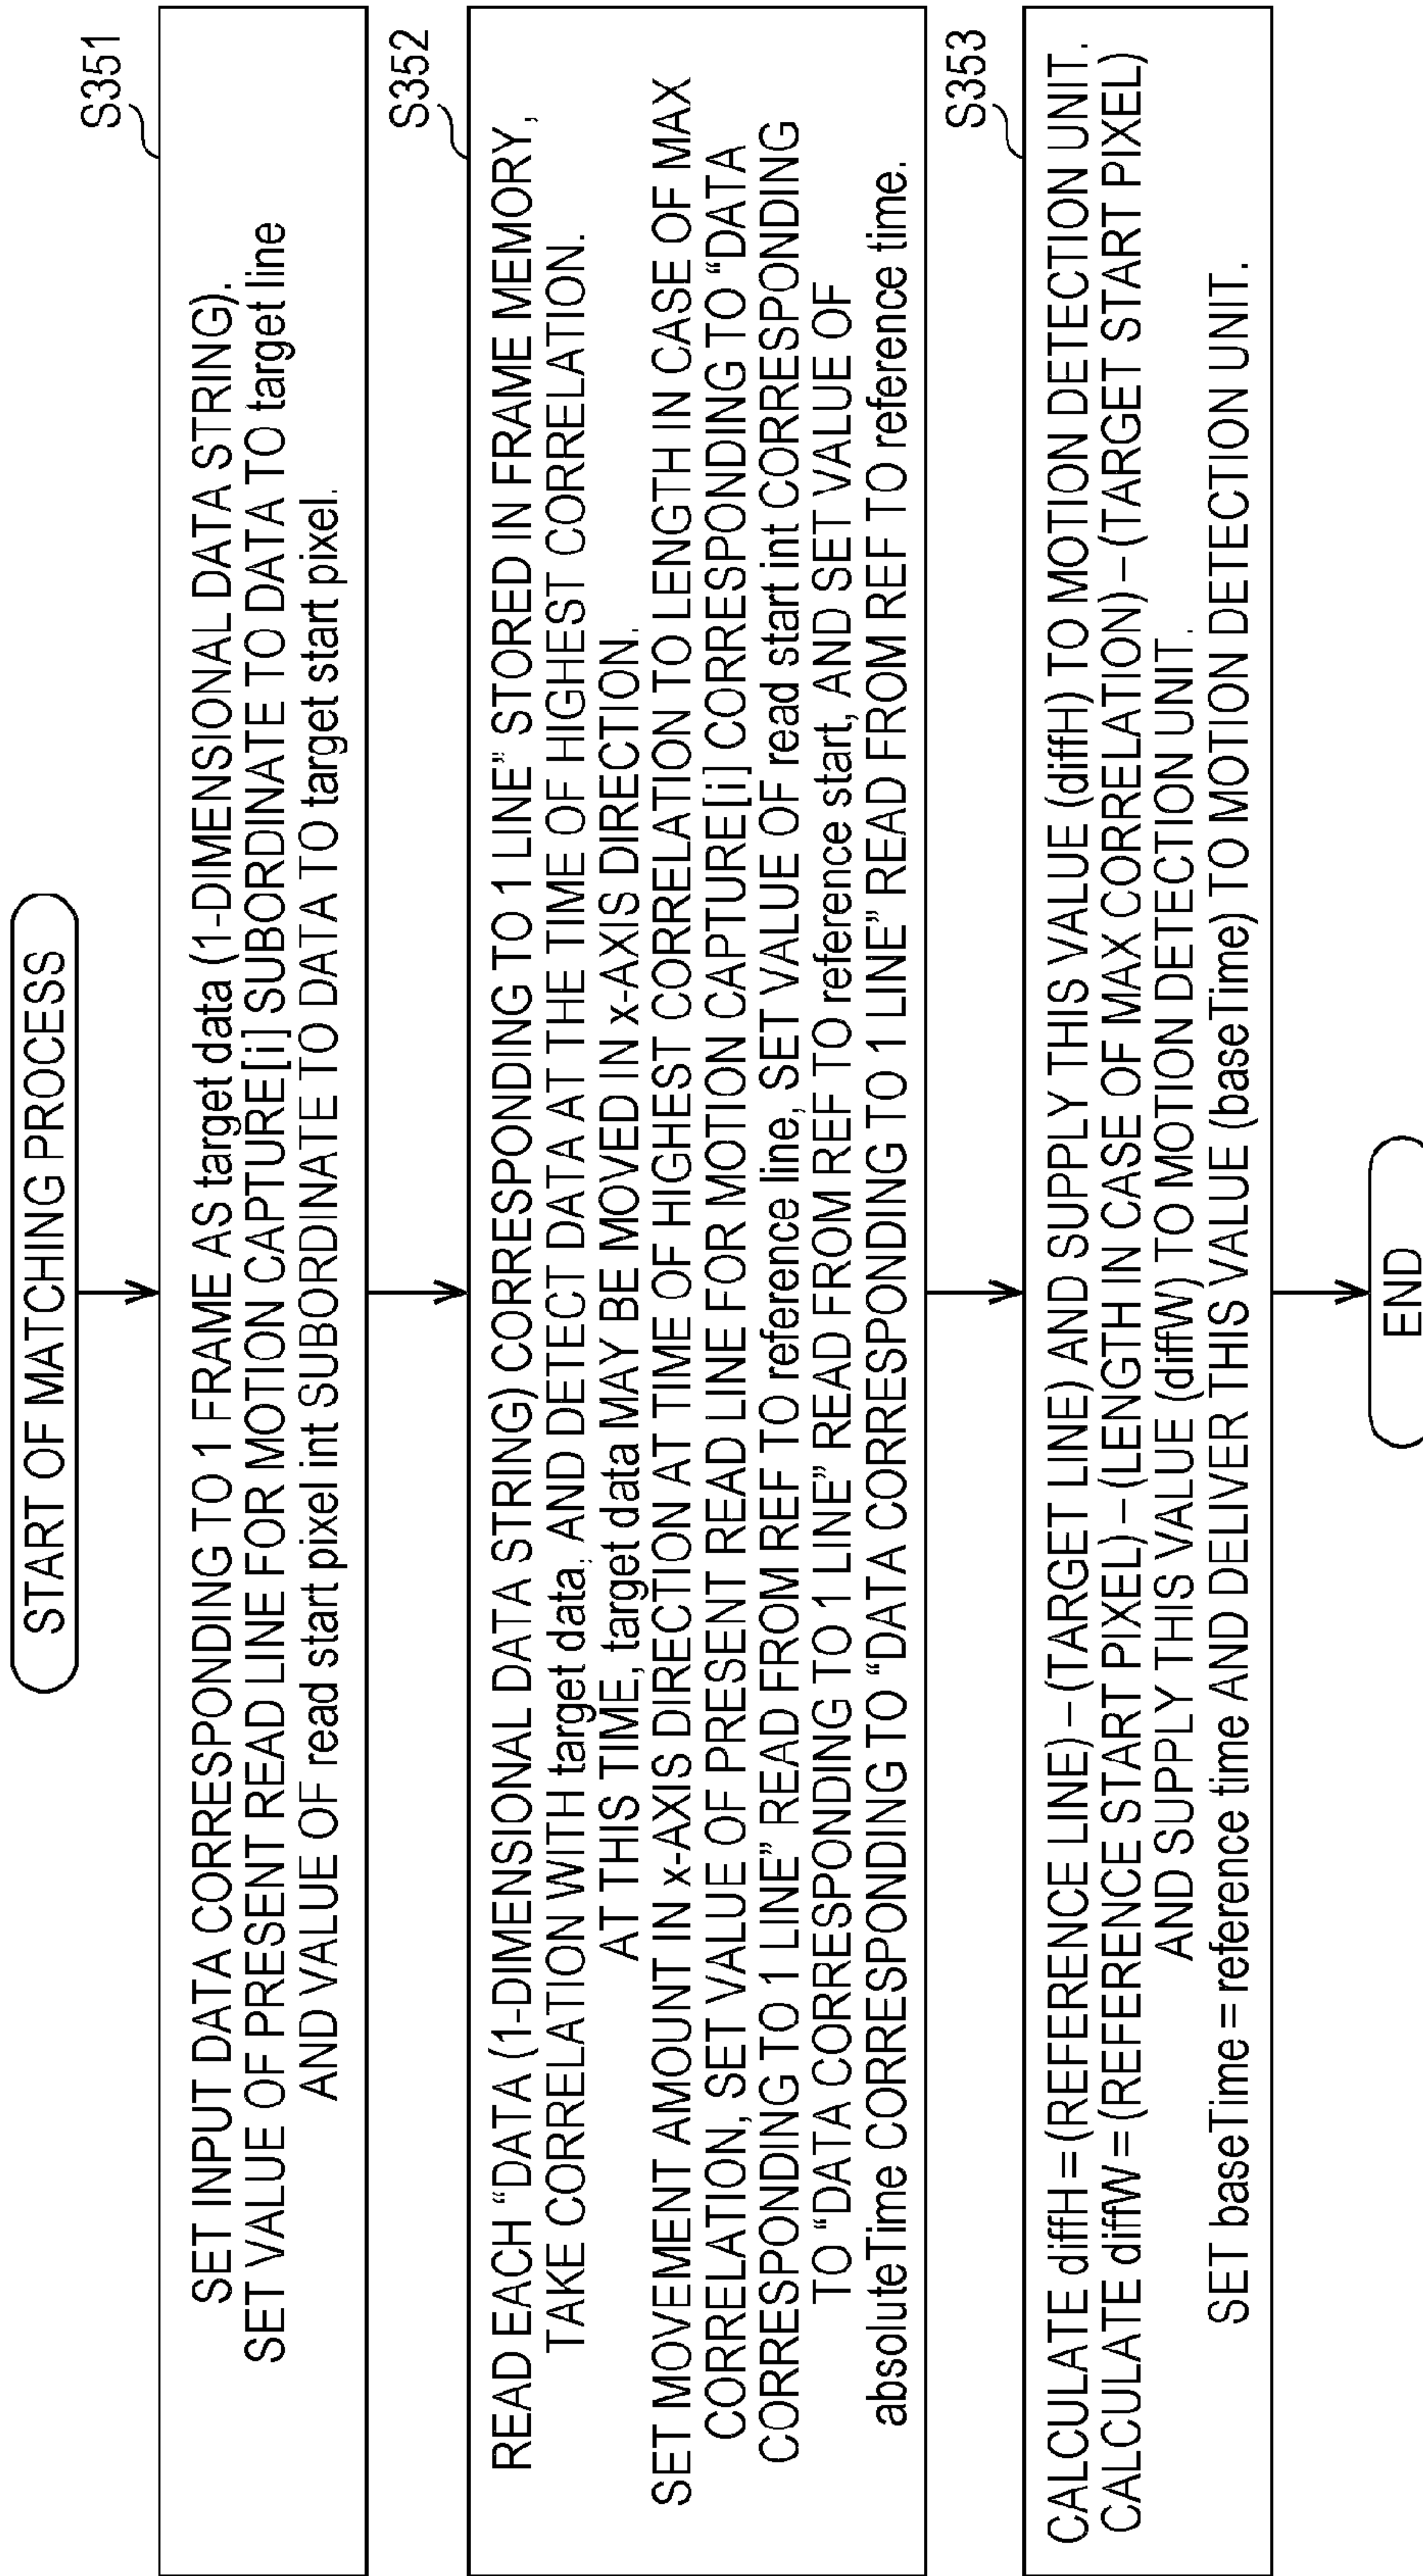 START OF MATCHING PROCESS
S351
SET INPUT DATA CORRESPONDING TO 1 FRAME AS target data (1-DIMENSIONAL DATA STRING).
SET VALUE OF PRESENT READ LINE FOR MOTION CAPTURE[i] SUBORDINATE TO DATA TO target line
AND VALUE OF read start pixel int SUBORDINATE TO DATA TO target start pixel.
S352
READ EACH “DATA (1-DIMENSIONAL DATA STRING) CORRESPONDING TO 1 LINE” STORED IN FRAME MEMORY,
TAKE CORRELATION WITH target data, AND DETECT DATA AT THE TIME OF HIGHEST CORRELATION.
AT THIS TIME, target data MAY BE MOVED IN x-AXIS DIRECTION.
SET MOVEMENT AMOUNT IN x-AXIS DIRECTION AT TIME OF HIGHEST CORRELATION TO LENGTH IN CASE OF MAX
CORRELATION, SET VALUE OF PRESENT READ LINE FOR MOTION CAPTURE[i] CORRESPONDING TO “DATA
CORRESPONDING TO 1 LINE” READ FROM REF TO reference line, SET VALUE OF read start int CORRESPONDING
TO “DATA CORRESPONDING TO 1 LINE” READ FROM REF TO reference start, AND SET VALUE OF
absoluteTime CORRESPONDING TO “DATA CORRESPONDING TO 1 LINE” READ FROM REF TO reference time.
S353
CALCULATE diffH = (REFERENCE LINE) – (TARGET LINE) AND SUPPLY THIS VALUE (diffH) TO MOTION DETECTION UNIT.
CALCULATE diffW = (REFERENCE START PIXEL) – (LENGTH IN CASE OF MAX CORRELATION) – (TARGET START PIXEL)
AND SUPPLY THIS VALUE (diffW) TO MOTION DETECTION UNIT.
SET baseTime = reference time AND DELIVER THIS VALUE (baseTime) TO MOTION DETECTION UNIT.
END